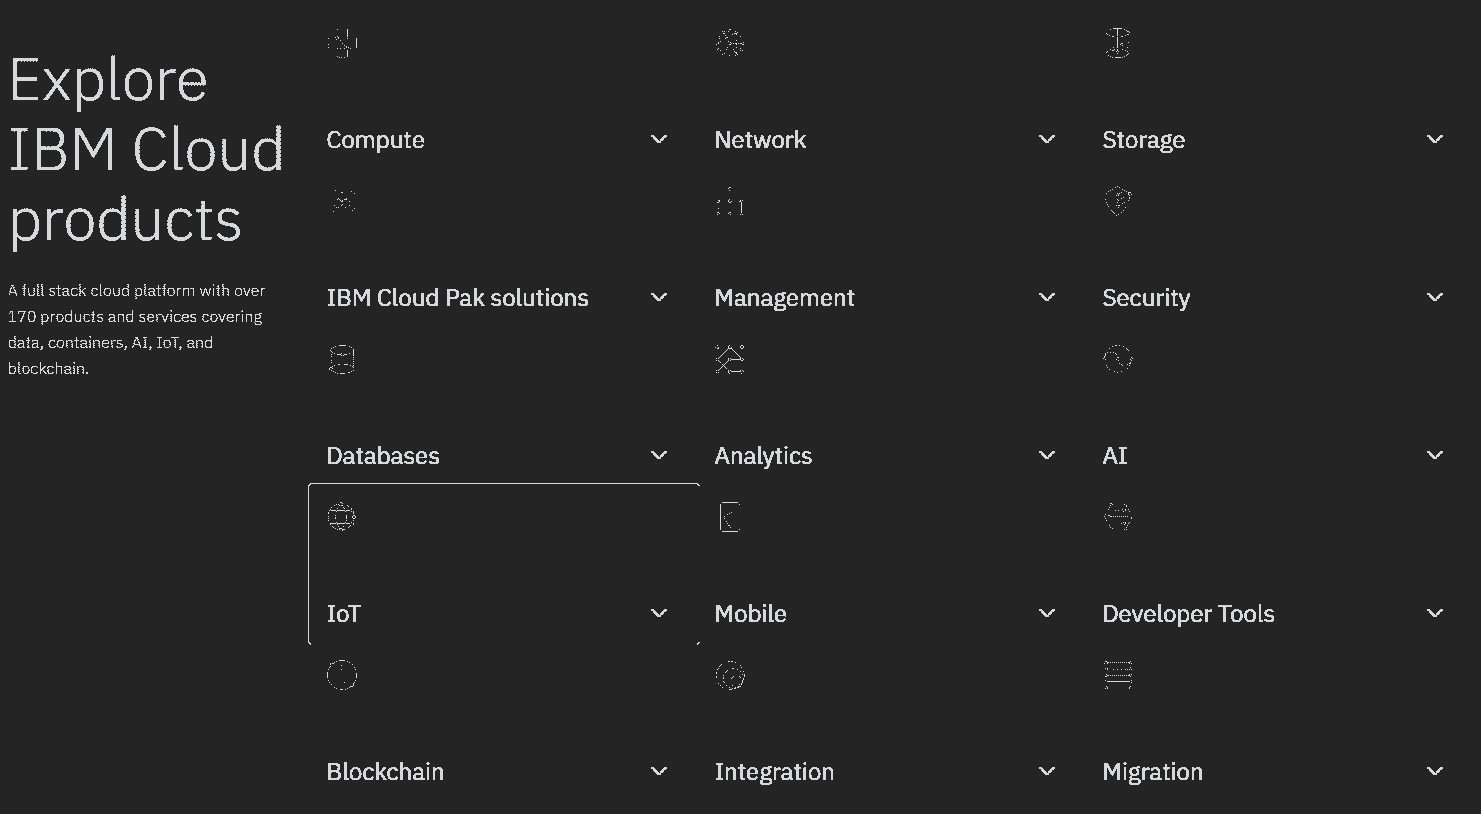 Explore
IBM Cloud
products
A full stack cloud platform with over
170 products and services covering
data, containers, AI, IoT, and
blockchain.
Compute
Network
Storage
IBM Cloud Pak solutions
Management
Security
Databases
Analytics
AI
IoT
Mobile
Developer Tools
Blockchain
Integration
Migration